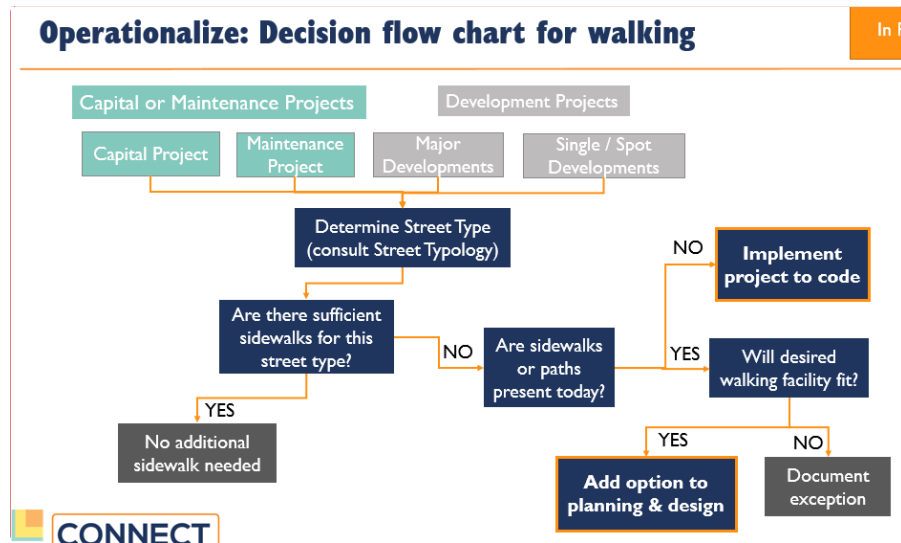 Operationalize: Decision flow chart for walking
In
Capital or Maintenance Projects
Development Projects
Capital Project
Maintenance
Project
Major
Developments
Single / Spot
Developments
Determine Street Type
(consult Street Typology)
NO
Implement
project to code
Are there sufficient
sidewalks for this
street type?
NO
Are sidewalks
or paths
present today?
YES
Will desired
walking facility fit?
YES
No additional
sidewalk needed
YES
Add option to
planning & design
NO
Document
exception
CONNECT